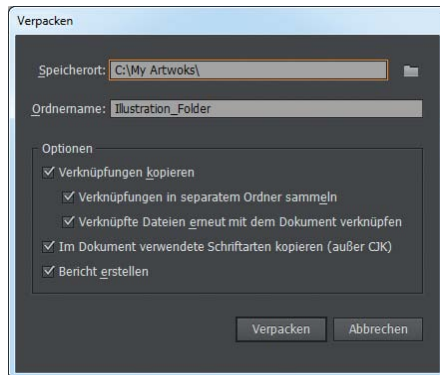 Verpacken
Speicherort: C:\My Artwoks\
Ordnername: Illustration_Folder
Optionen
Verknüpfungen kopieren
Verknüpfungen in separatem Ordner sammeln
Verknüpfte Dateien erneut mit dem Dokument verknüpfen
Im Dokument verwendete Schriftarten kopieren (außer CJK)
Bericht erstellen
Verpacken Abbrechen